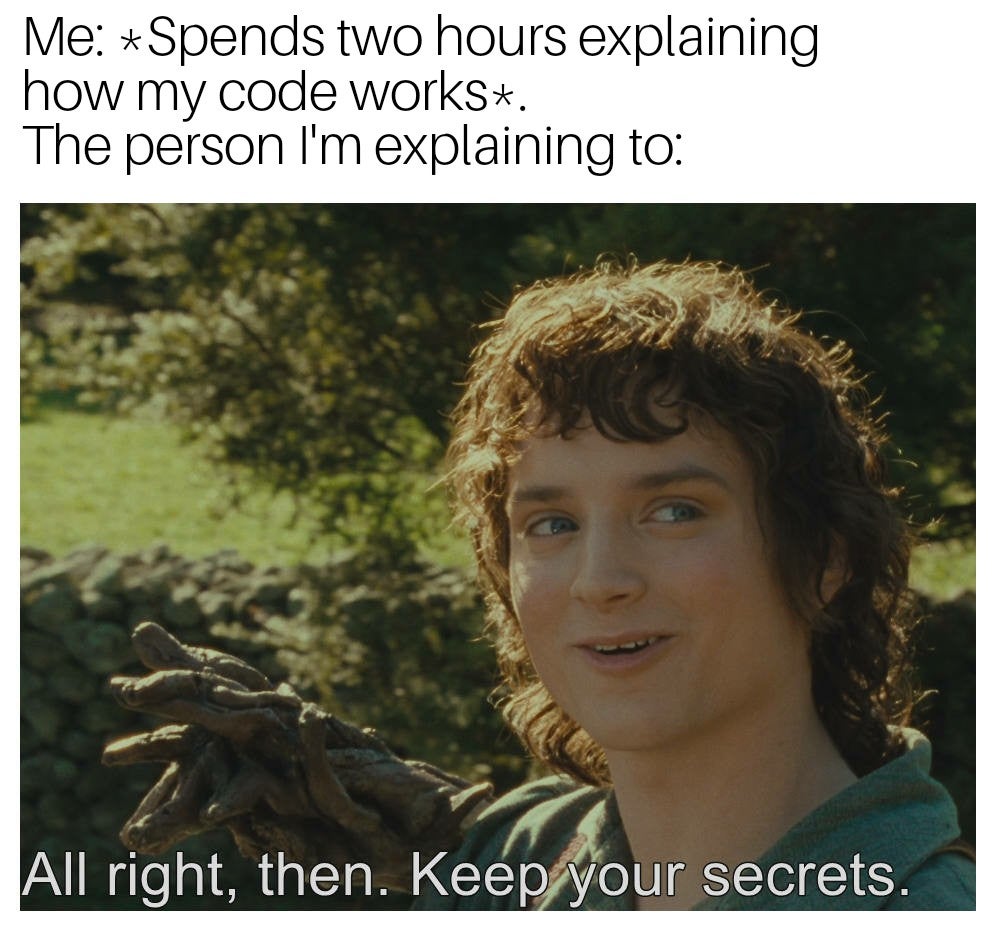 Me: *Spends two hours explaining
how my code works*.
The person I'm explaining to:
All right, then. Keep your secrets.